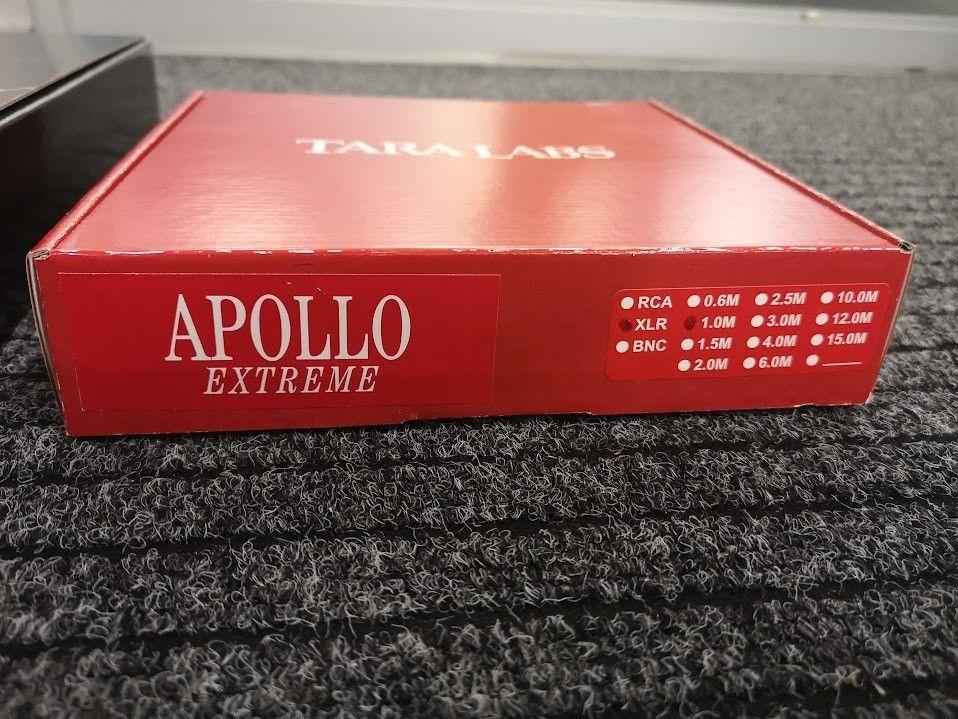 TARA LABS
APOLLO
EXTREME
RCA 0.6M 2.5M 10.0M
XLR 1.0M 3.0M 12.0M
BNC 1.5M 4.0M 15.0M
2.0M 6.0M